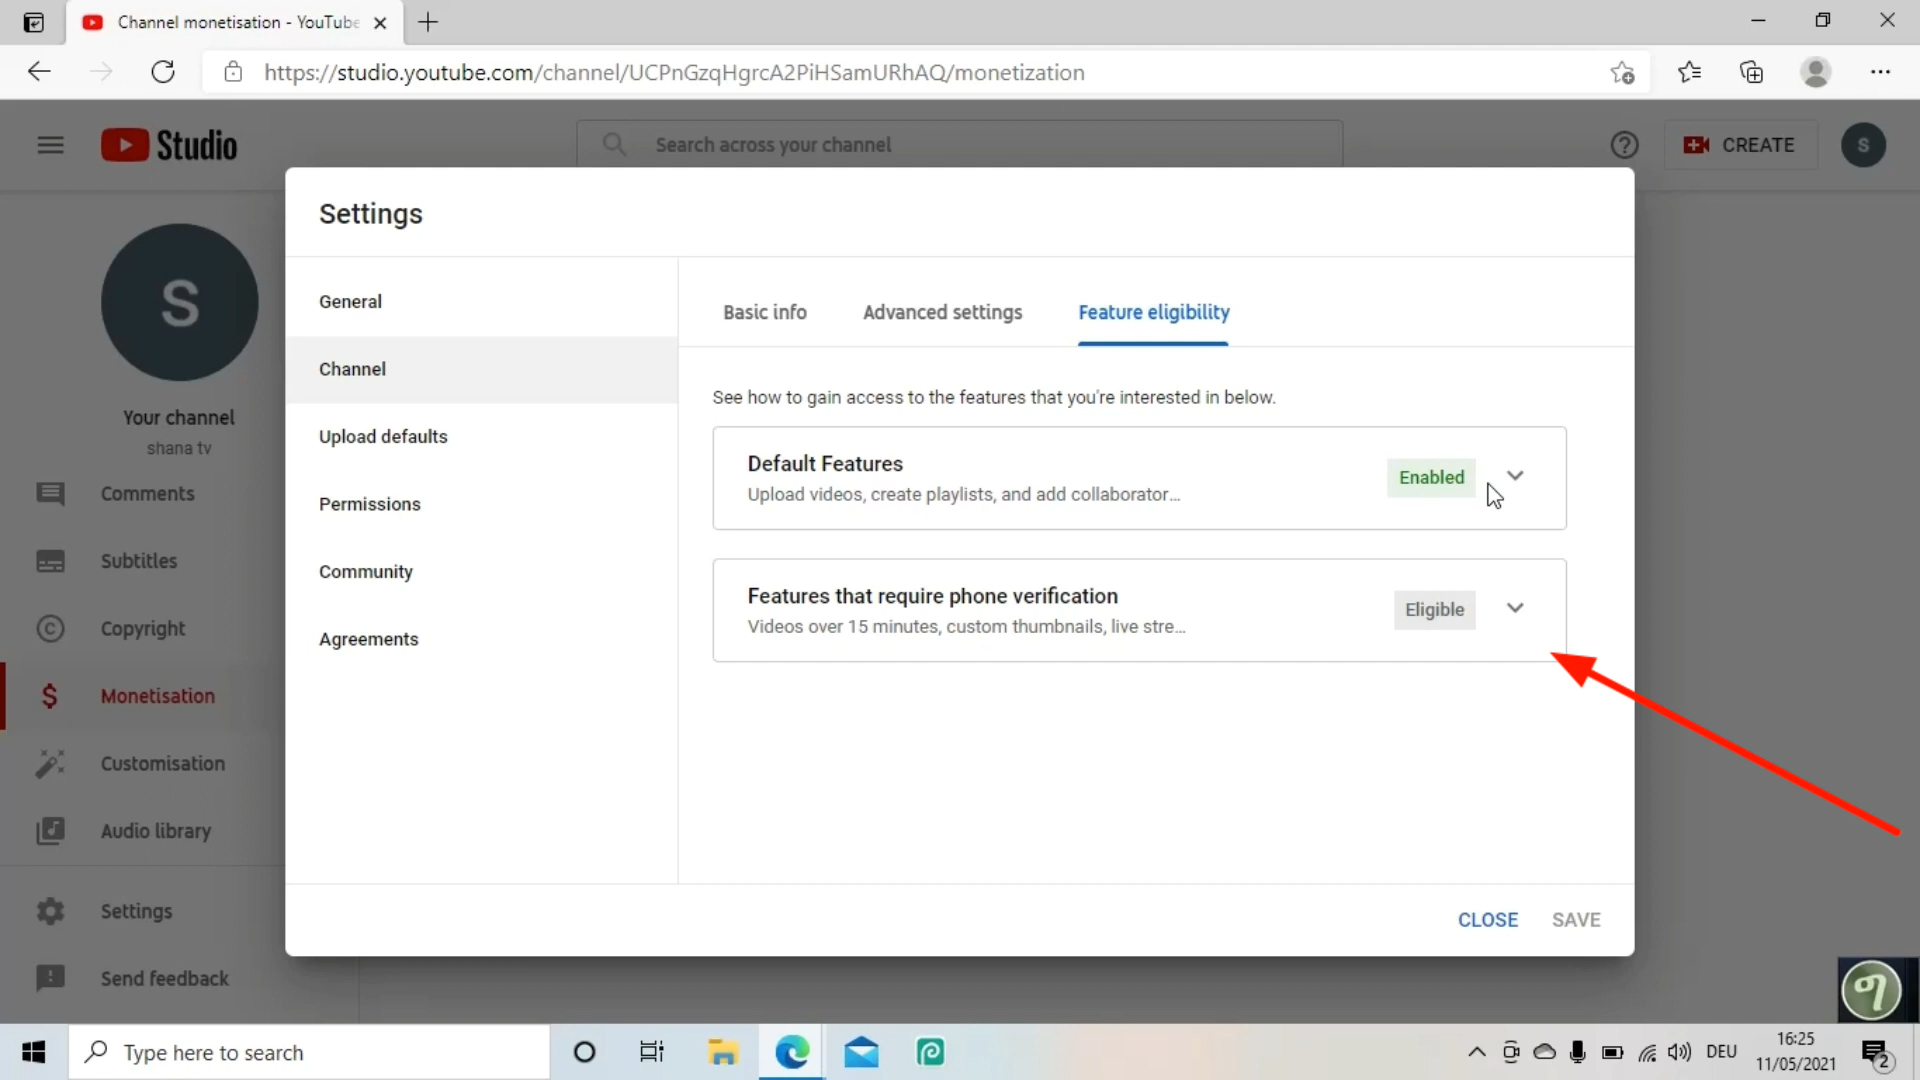 Channel monetisation - YouTube
https://studio.youtube.com/channel/UCPnGzqHgrcA2PiHSamURhAQ/monetization
Studio
Search across your channel
CREATE
S
S
Your channel
shana tv
Comments
Subtitles
Copyright
Monetisation
Customisation
Audio library
Settings
Send feedback
Settings
General
Channel
Upload defaults
Permissions
Community
Agreements
Basic info
Advanced settings
Feature eligibility
See how to gain access to the features that you're interested in below.
Default Features
Upload videos, create playlists, and add collaborator...
Enabled
Features that require phone verification
Videos over 15 minutes, custom thumbnails, live stre...
Eligible
CLOSE
SAVE
Type here to search
DEU
16:25
11/05/2021
2